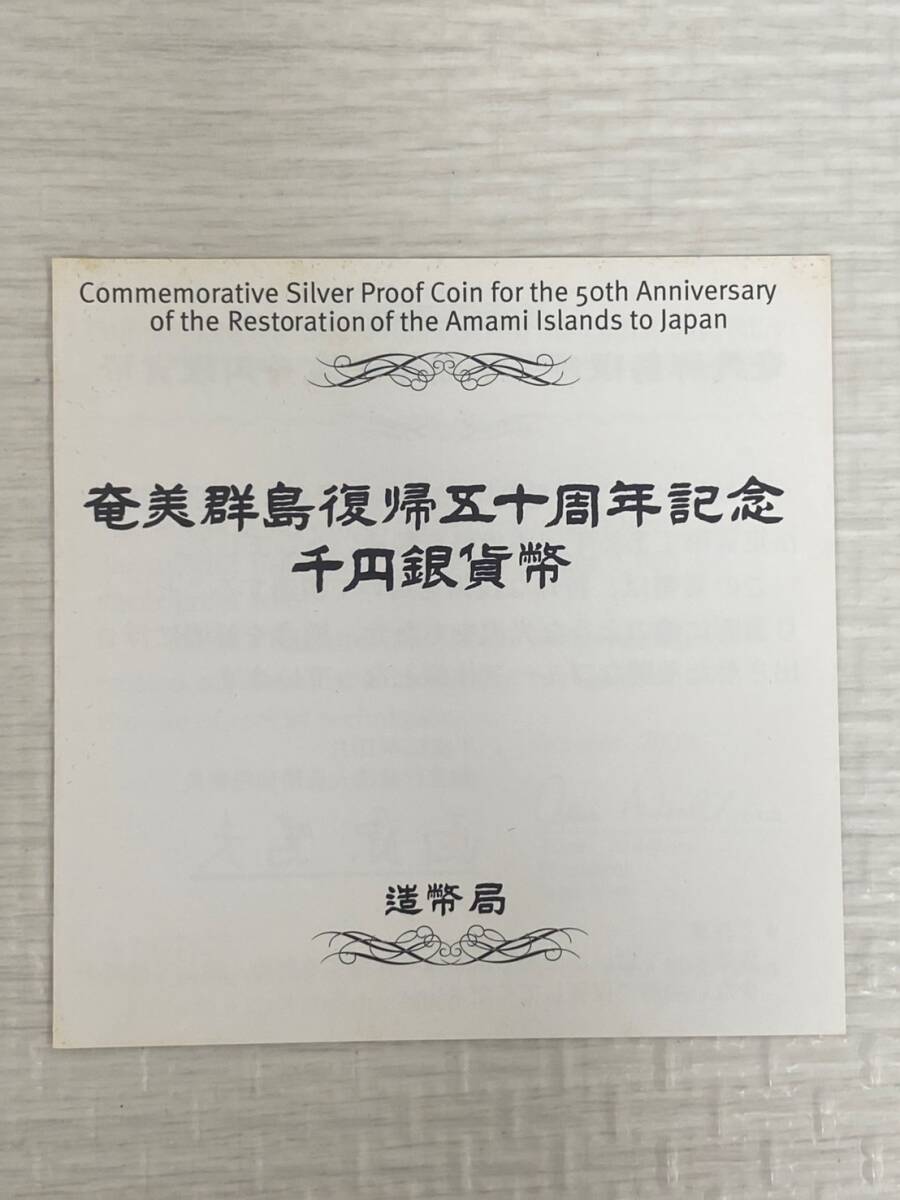 Commemorative Silver Proof Coin for the 50th Anniversary
of the Restoration of the Amami Islands to Japan
奄美群島復帰五十周年記念
千円銀貨幣
造幣局